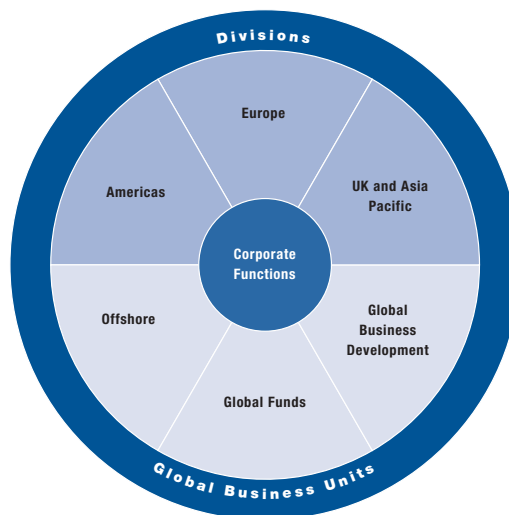 Divisions
Europe
Americas
UK and Asia
Pacific
Corporate
Functions
Offshore
Global
Business
Development
Global Funds
Global Business Units